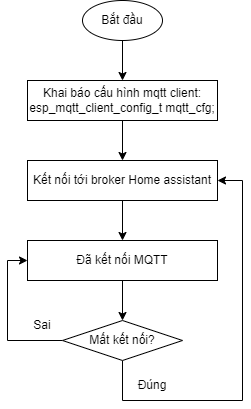 Bắt đầu
Khai báo cấu hình mqtt client:
esp_mqtt_client_config_t mqtt_cfg;
Kết nối tới broker Home assistant
Đã kết nối MQTT
Sai
Mất kết nối?
Đúng